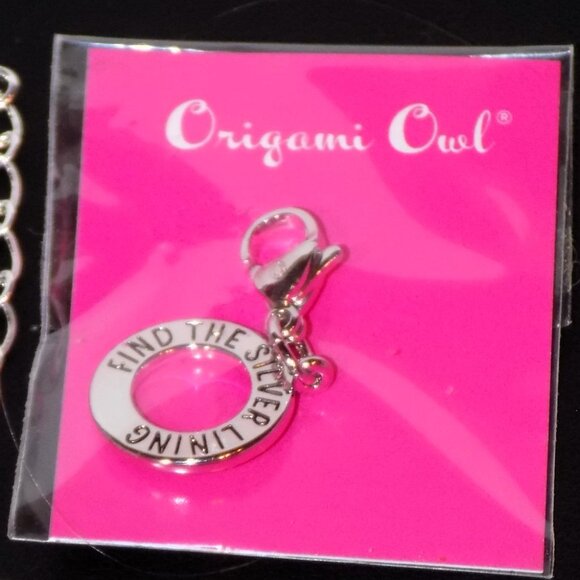 Origami Owl®
FIND THE SILVER LINING